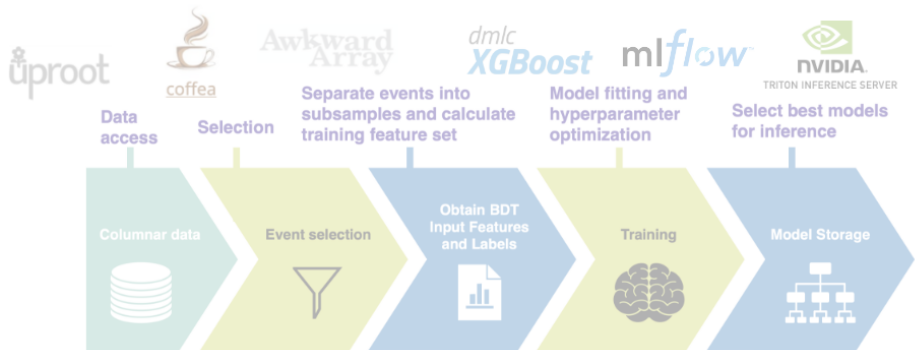 uproot
coffea
Awkward
Array
dmlc
XGBoost
mlflow
NVIDIA.
TRITON INFERENCE SERVER
Data
access
Selection
Separate events into
subsamples and calculate
training feature set
Model fitting and
hyperparameter
optimization
Select best models
for inference
Columnar data
Event selection
Obtain BDT
Input Features
and Labels
Training
Model Storage